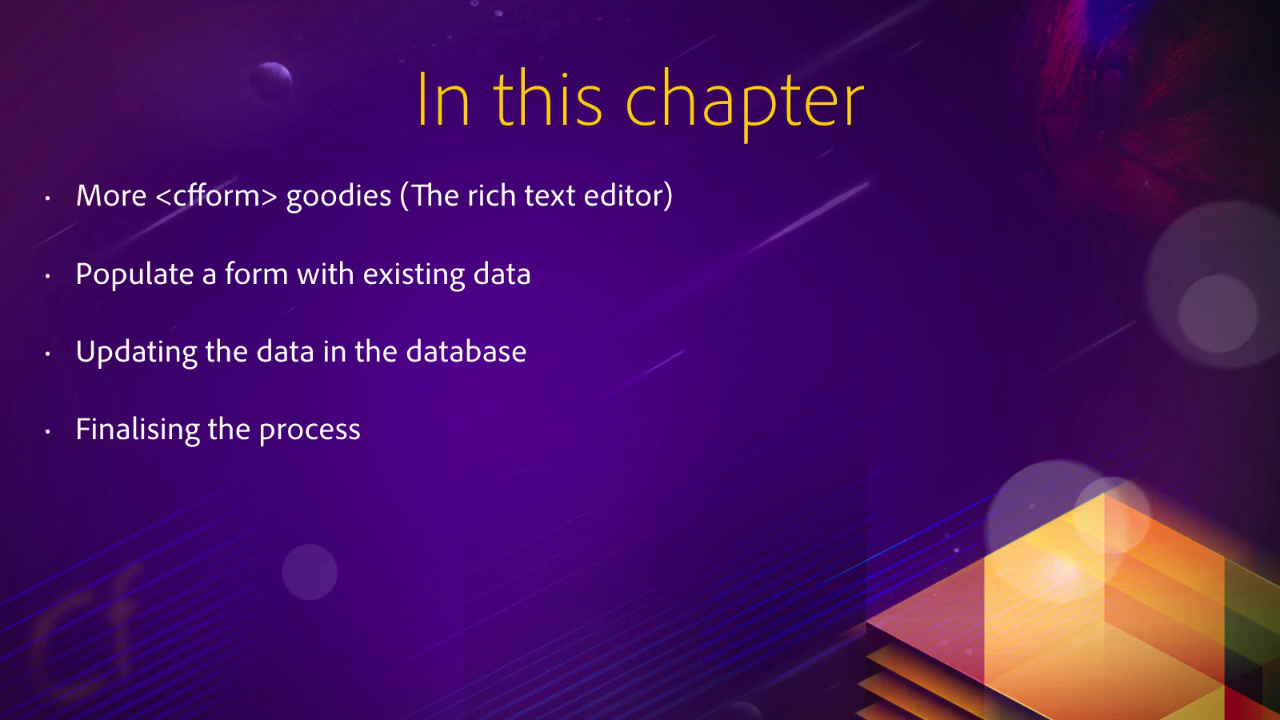 In this chapter
• More <cfform> goodies (The rich text editor)
• Populate a form with existing data
• Updating the data in the database
• Finalising the process
Cf